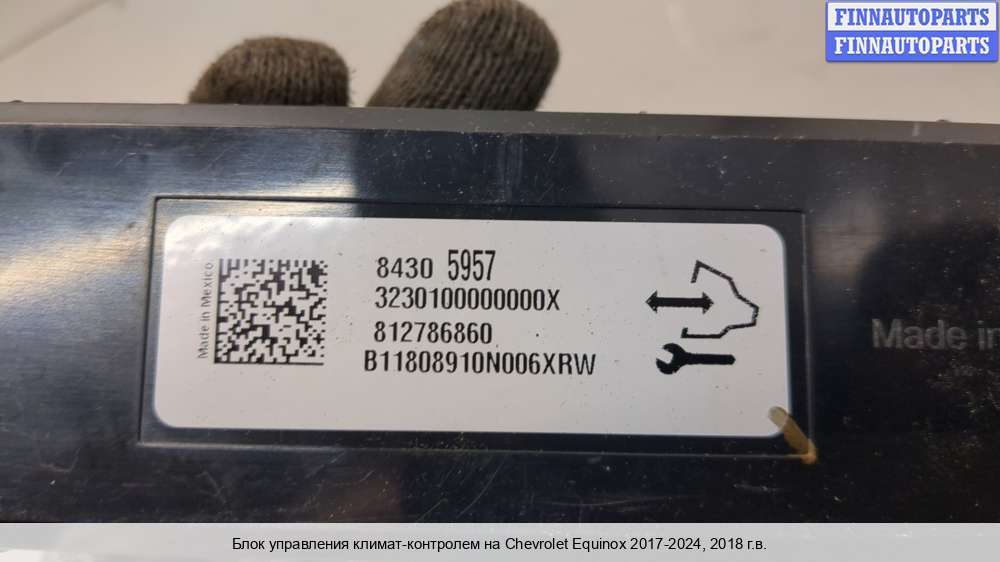 FINNAUTOPARTS
FINNAUTOPARTS
Made in Mexico
8430 5957
3230100000000X
812786860
B11808910N006XRW
Made in
Блок управления климат-контролем на Chevrolet Equinox 2017-2024, 2018 г.в.